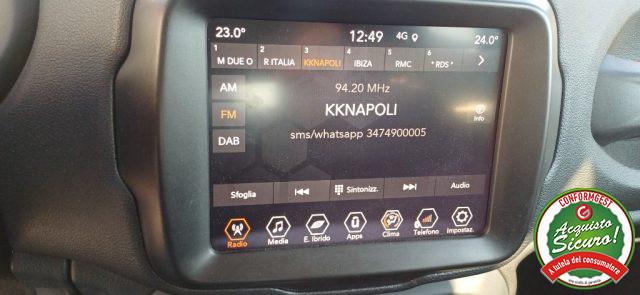 23.0°
12:49
4G
24.0°
1
M DUE O
2
R ITALIA
3
KKNAPOLI
4
IBIZA
5
RMC
6
*RDS*
AM
FM
DAB
94.20 MHz
KKNAPOLI
sms/whatsapp 3474900005
Info
Sfoglia
Sintonizz.
Audio
Radio
Media
E. Ibrido
Apps
Clima
Telefono
Impostaz.
CONFORMGEST
Acquisto
Sicuro!
A tutela del consumatore